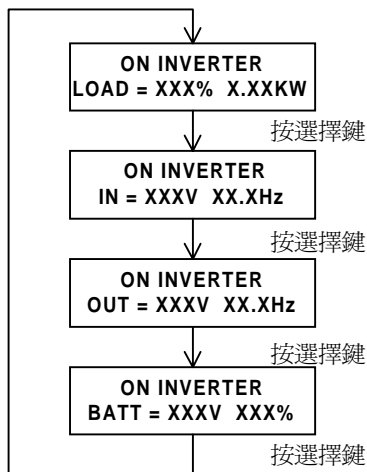 ON INVERTER
LOAD = XXX% X.XXKW
按選擇鍵
ON INVERTER
IN = XXXV XX.XHz
按選擇鍵
ON INVERTER
OUT = XXXV XX.XHz
按選擇鍵
ON INVERTER
BATT = XXXV XXX%
按選擇鍵